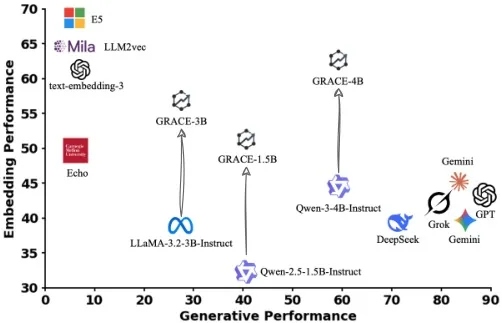 70
65
60
55
50
45
40
35
30
Embedding Performance
E5
Mila LLM2vec
text-embedding-3
Echo
GRACE-3B
LLaMA-3.2-3B-Instruct
GRACE-1.5B
Qwen-2.5-1.5B-Instruct
GRACE-4B
Qwen-3-4B-Instruct
Gemini
GPT
Grok
Gemini
DeepSeek
0 10 20 30 40 50 60 70 80 90
Generative Performance